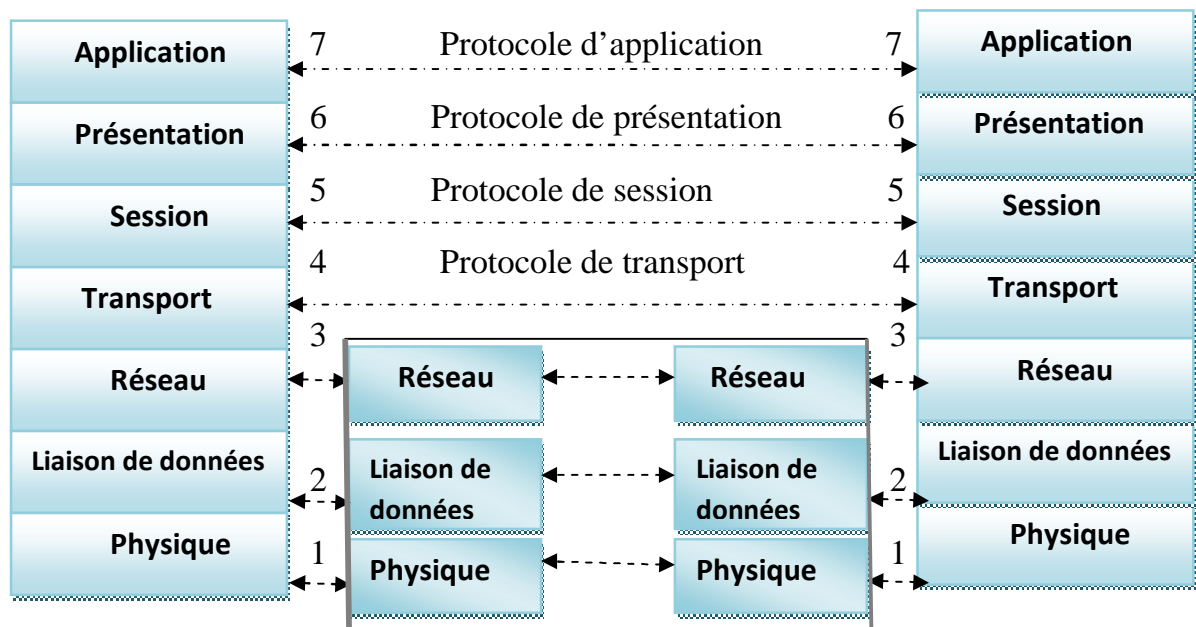 Application 7 Protocole d’application 7 Application
Présentation 6 Protocole de présentation 6 Présentation
Session 5 Protocole de session 5 Session
Transport 4 Protocole de transport 4 Transport
3 3
Réseau Réseau Réseau Réseau
Liaison de données 2 Liaison de Liaison de 2 Liaison de données
données données
Physique 1 Physique Physique 1 Physique